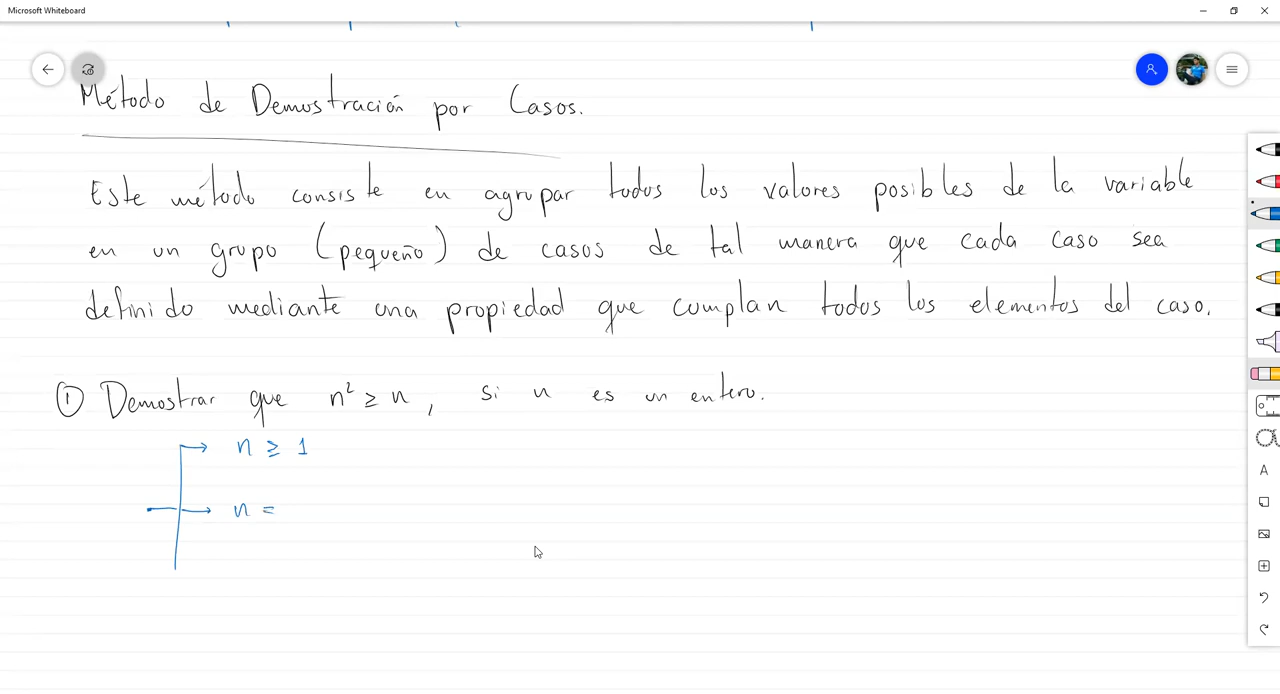 Microsoft Whiteboard
Método de Demostración por Casos.
Este método consiste en agrupar todos los valores posibles de la variable
en un grupo (pequeño) de casos de tal manera que cada caso sea
definido mediante una propiedad que cumplan todos los elementos del caso.
① Demostrar que n² ≥ n, si n es un entero.
n ≥ 1
n =
A